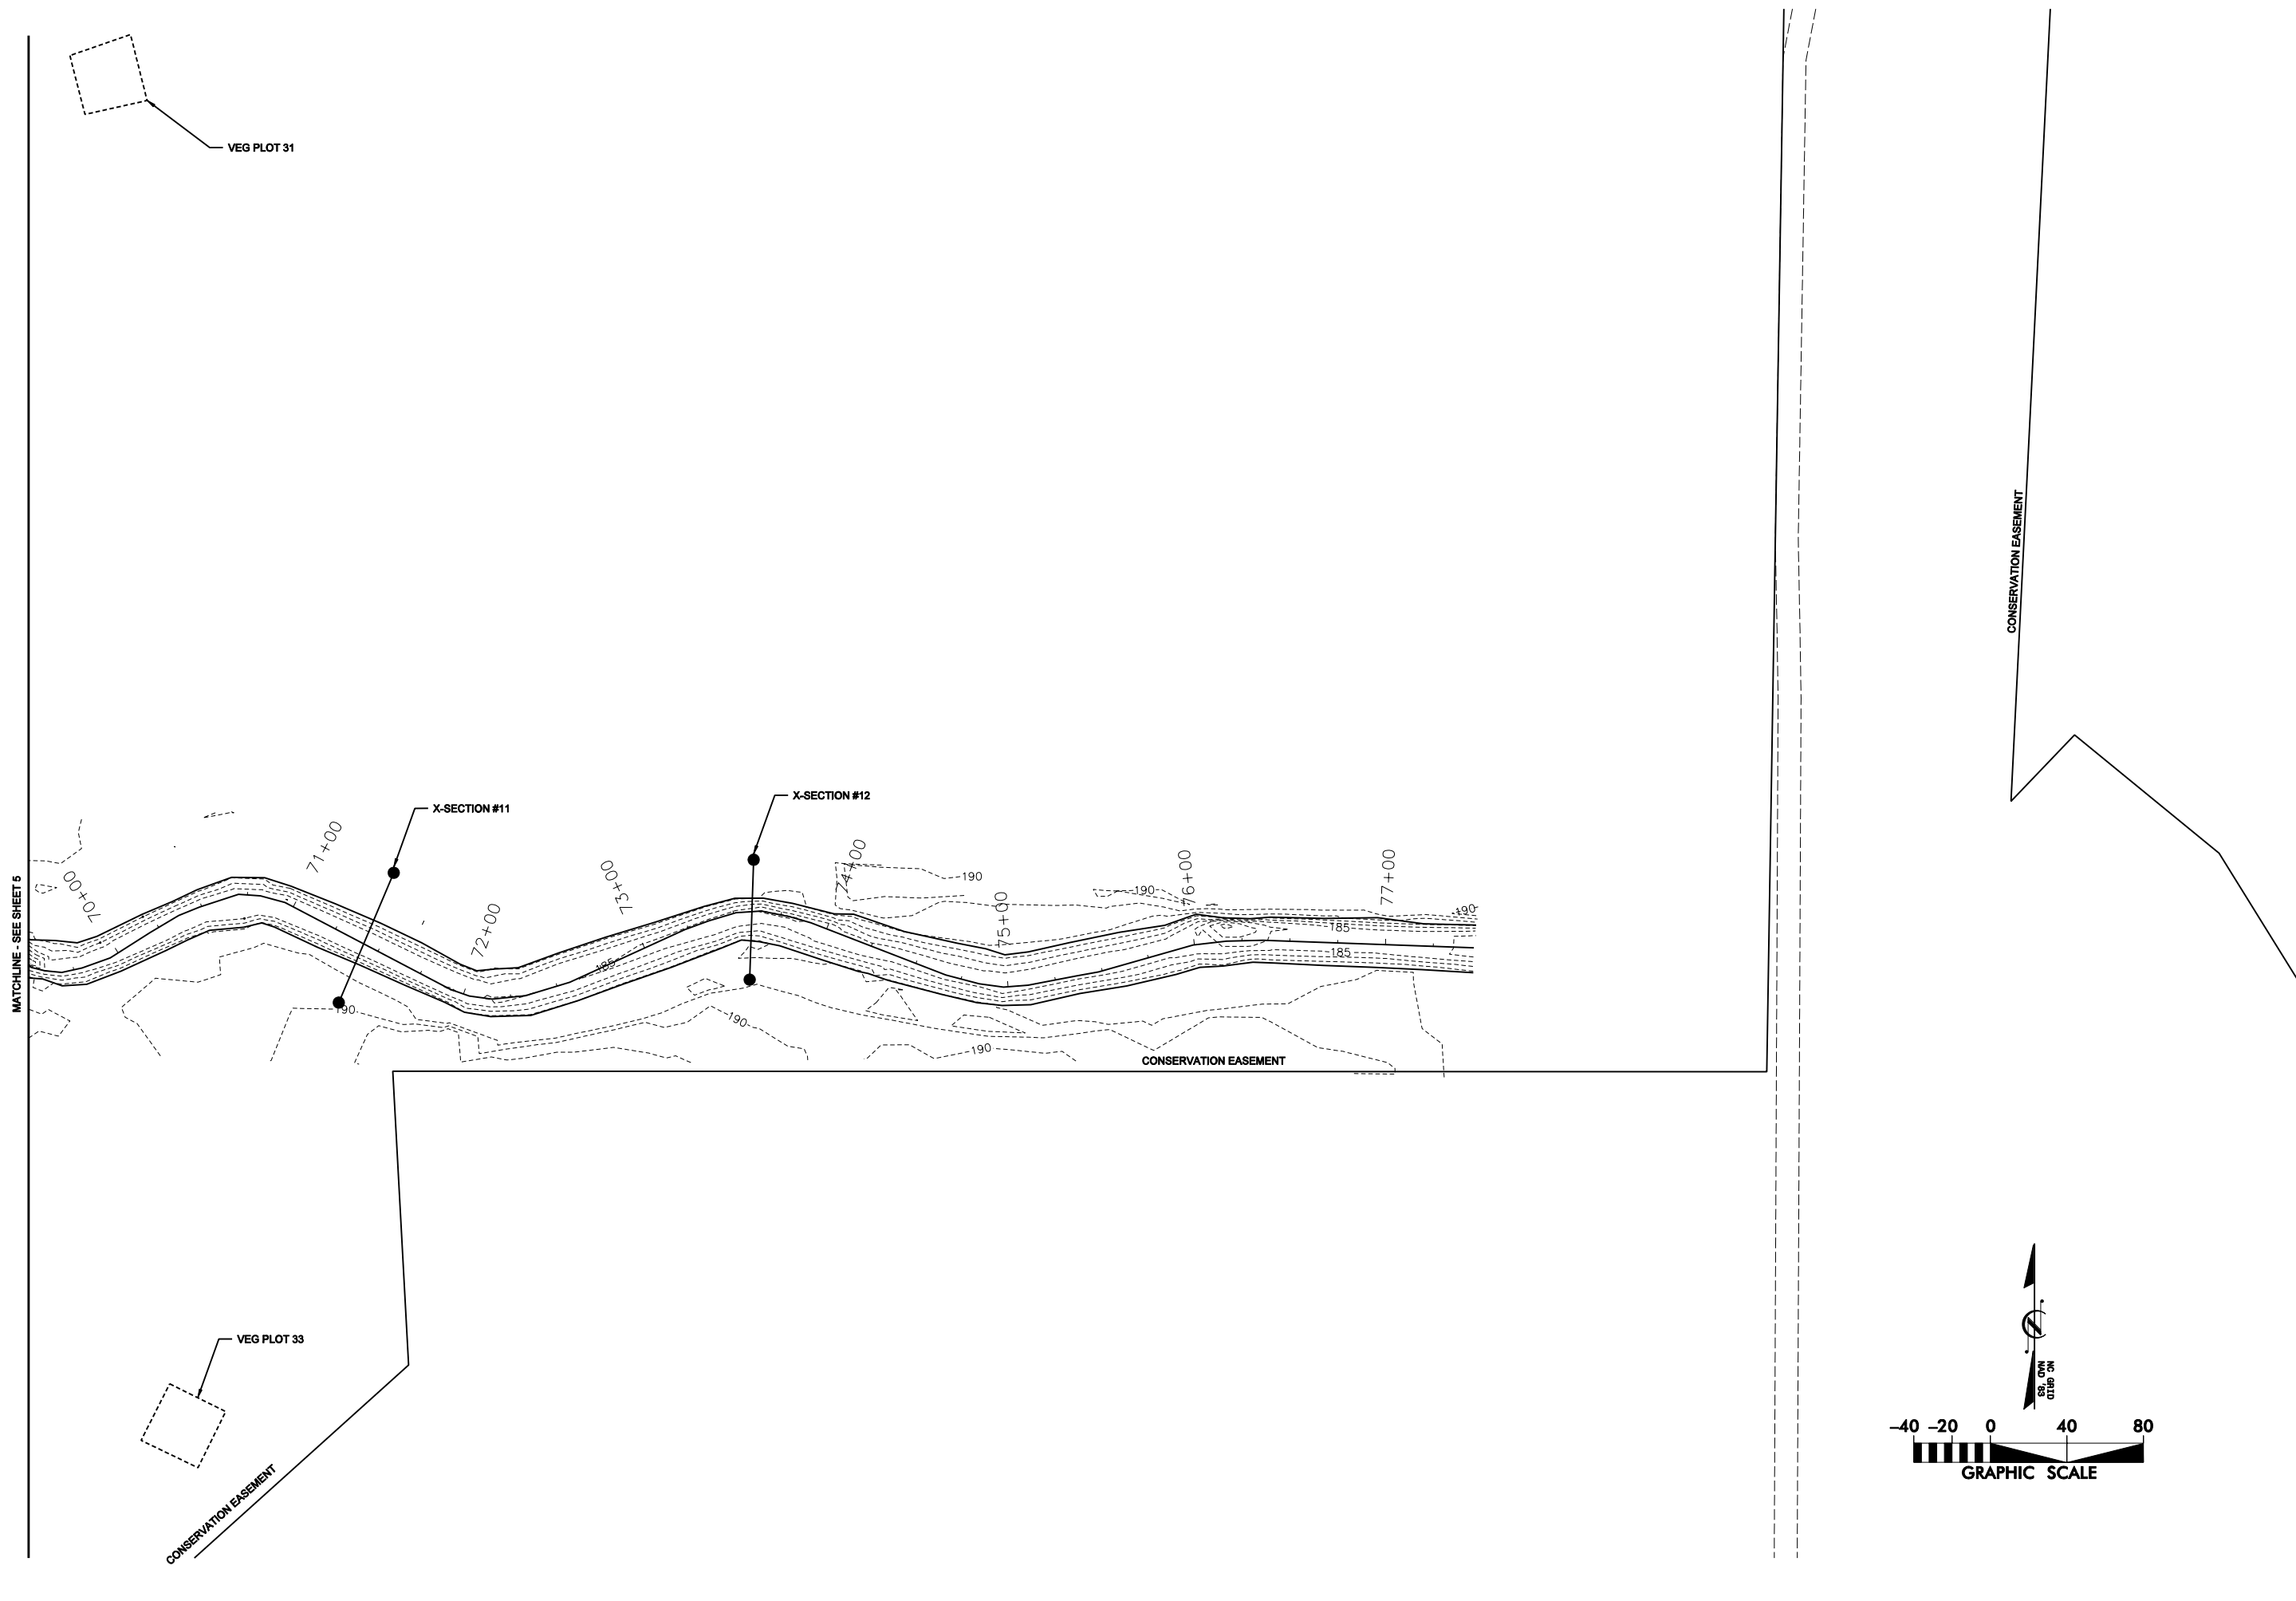 VEG PLOT 31
CONSERVATION EASEMENT
X-SECTION #12
X-SECTION #11
71+00
74+00
76+00
77+00
73+00
70+00
190
190
72+00
75+00
190
MATCHLINE - SEE SHEET 5
185
185
185
190
190
190
CONSERVATION EASEMENT
VEG PLOT 33
NC GRID
NAD '83
-40 -20 0 40 80
GRAPHIC SCALE
CONSERVATION EASEMENT